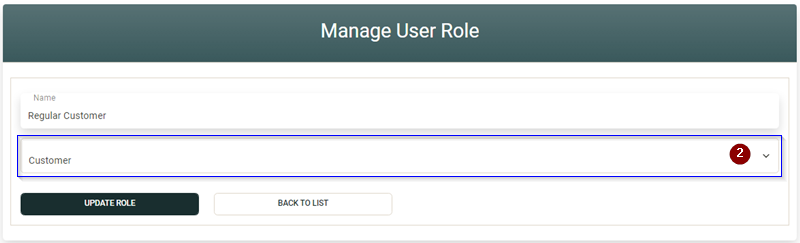 Manage User Role
Name
Regular Customer
Customer
2
UPDATE ROLE
BACK TO LIST